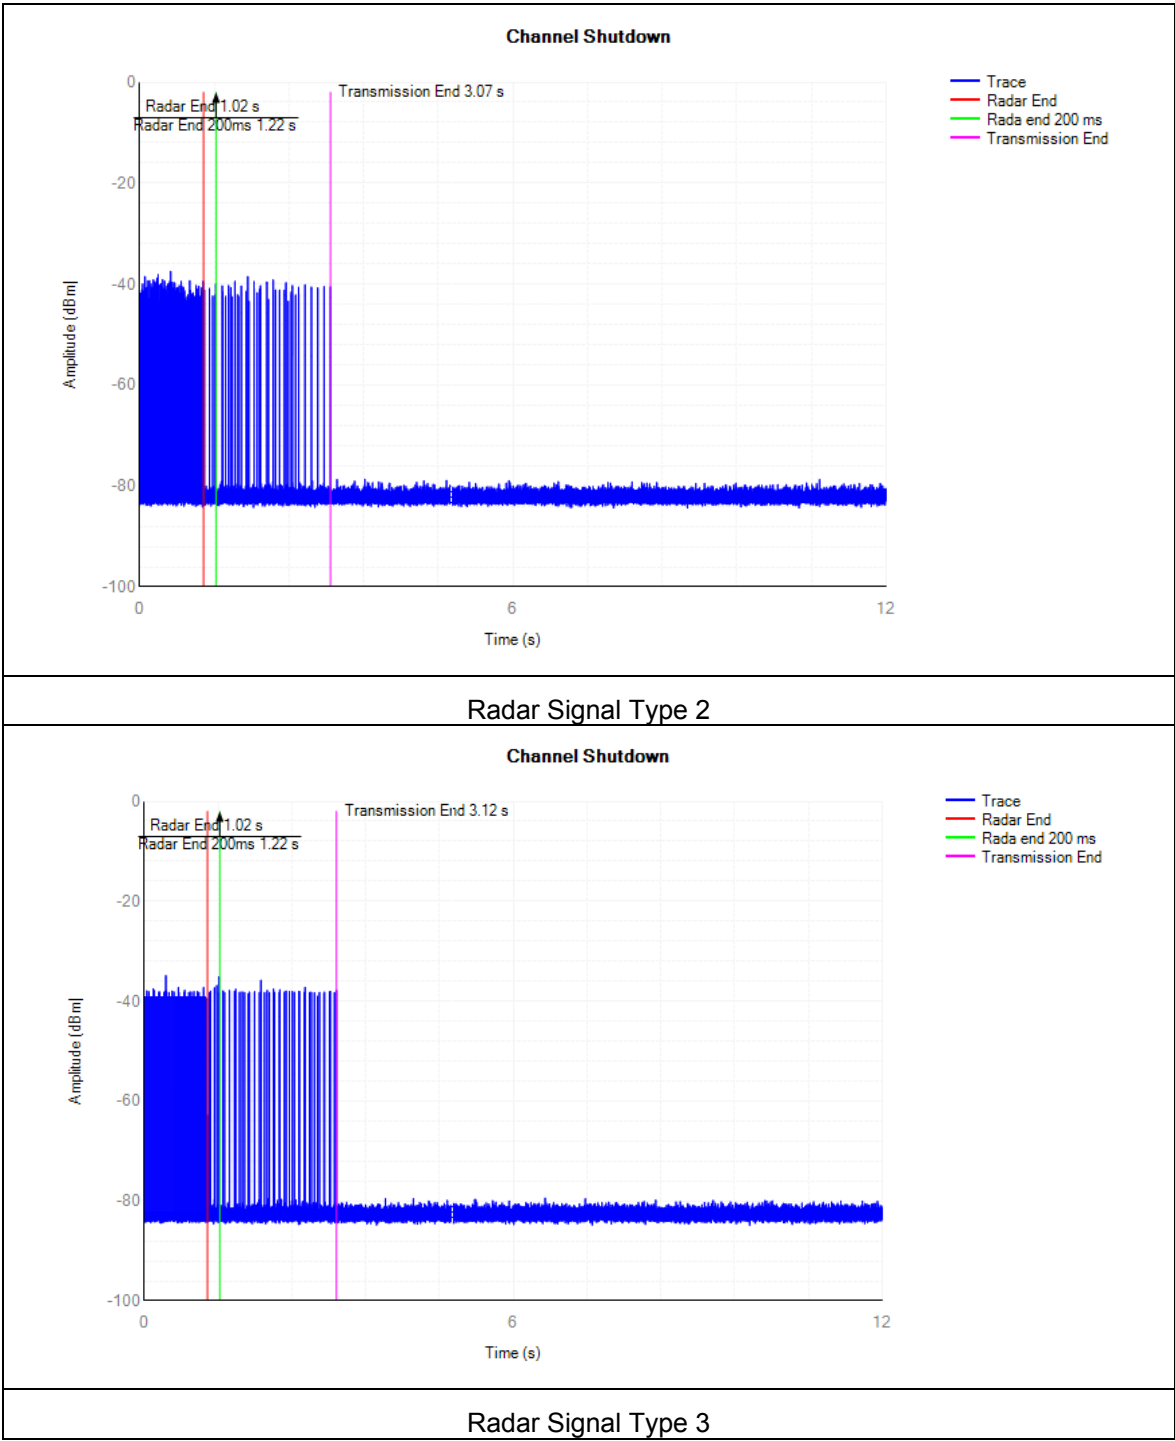 Channel Shutdown
Trace
Radar End
Rada end 200 ms
Transmission End
Transmission End 3.07 s
Radar End 1.02 s
Radar End 200ms 1.22 s
0
-20
-40
-60
-80
-100
Amplitude (dBm|
0 6 12
Time (s)
Radar Signal Type 2
Channel Shutdown
Trace
Radar End
Rada end 200 ms
Transmission End
Transmission End 3.12 s
Radar End 1.02 s
Radar End 200ms 1.22 s
0
-20
-40
-60
-80
-100
Amplitude (dBm|
0 6 12
Time (s)
Radar Signal Type 3